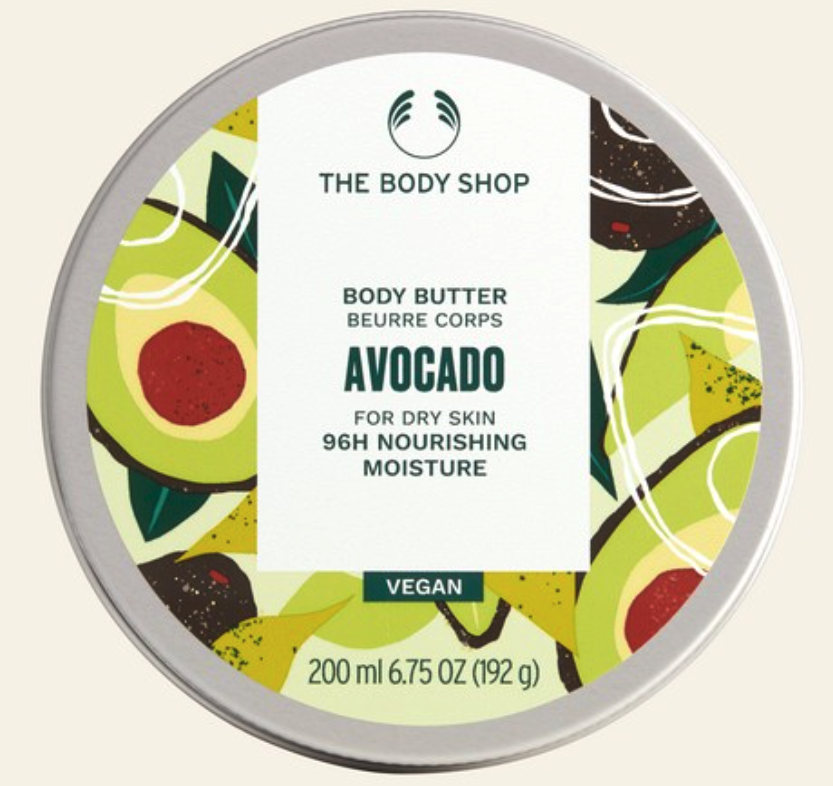 THE BODY SHOP
BODY BUTTER
BEURRE CORPS
AVOCADO
FOR DRY SKIN
96H NOURISHING
MOISTURE
VEGAN
200 ml 6.75 OZ (192 g)